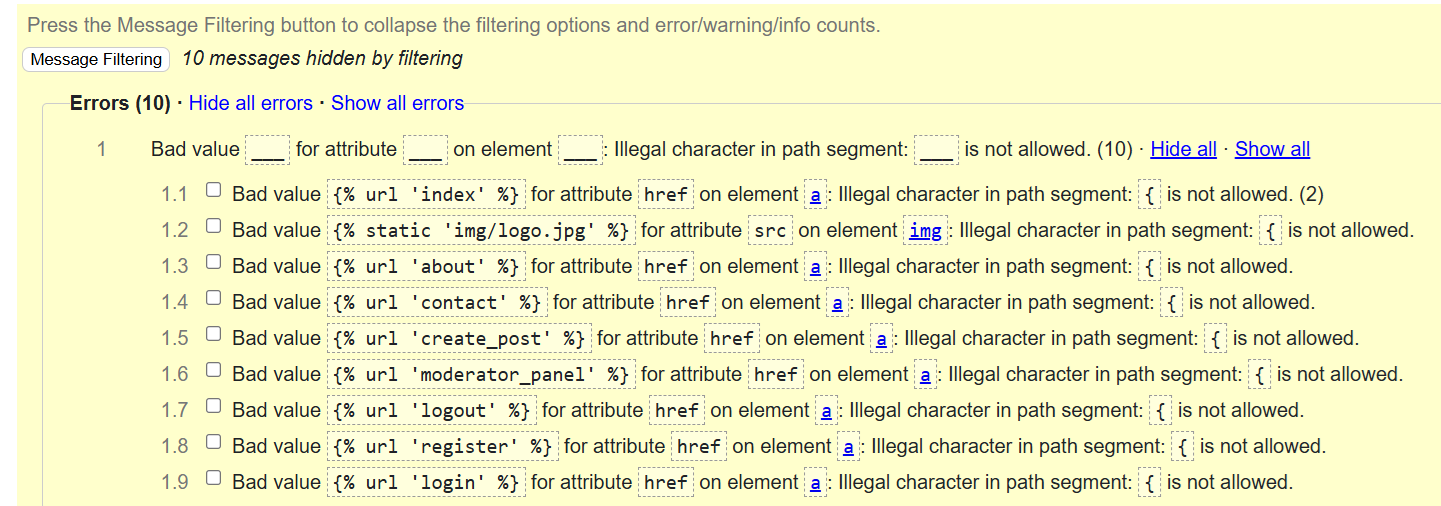 Press the Message Filtering button to collapse the filtering options and error/warning/info counts.
Message Filtering 10 messages hidden by filtering
Errors (10) · Hide all errors · Show all errors
1 Bad value ___ for attribute ___ on element ___: Illegal character in path segment: ___ is not allowed. (10) · Hide all · Show all
1.1 Bad value {% url 'index' %} for attribute href on element a: Illegal character in path segment: { is not allowed. (2)
1.2 Bad value {% static 'img/logo.jpg' %} for attribute src on element img: Illegal character in path segment: { is not allowed.
1.3 Bad value {% url 'about' %} for attribute href on element a: Illegal character in path segment: { is not allowed.
1.4 Bad value {% url 'contact' %} for attribute href on element a: Illegal character in path segment: { is not allowed.
1.5 Bad value {% url 'create_post' %} for attribute href on element a: Illegal character in path segment: { is not allowed.
1.6 Bad value {% url 'moderator_panel' %} for attribute href on element a: Illegal character in path segment: { is not allowed.
1.7 Bad value {% url 'logout' %} for attribute href on element a: Illegal character in path segment: { is not allowed.
1.8 Bad value {% url 'register' %} for attribute href on element a: Illegal character in path segment: { is not allowed.
1.9 Bad value {% url 'login' %} for attribute href on element a: Illegal character in path segment: { is not allowed.